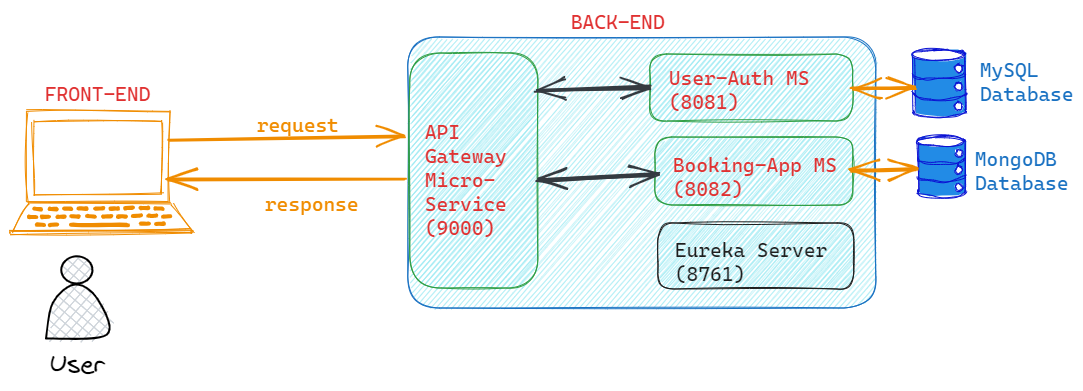 BACK-END
FRONT-END
request
response
User
API
Gateway
Micro-
Service
(9000)
User-Auth MS
(8081)
Booking-App MS
(8082)
Eureka Server
(8761)
MySQL
Database
MongoDB
Database